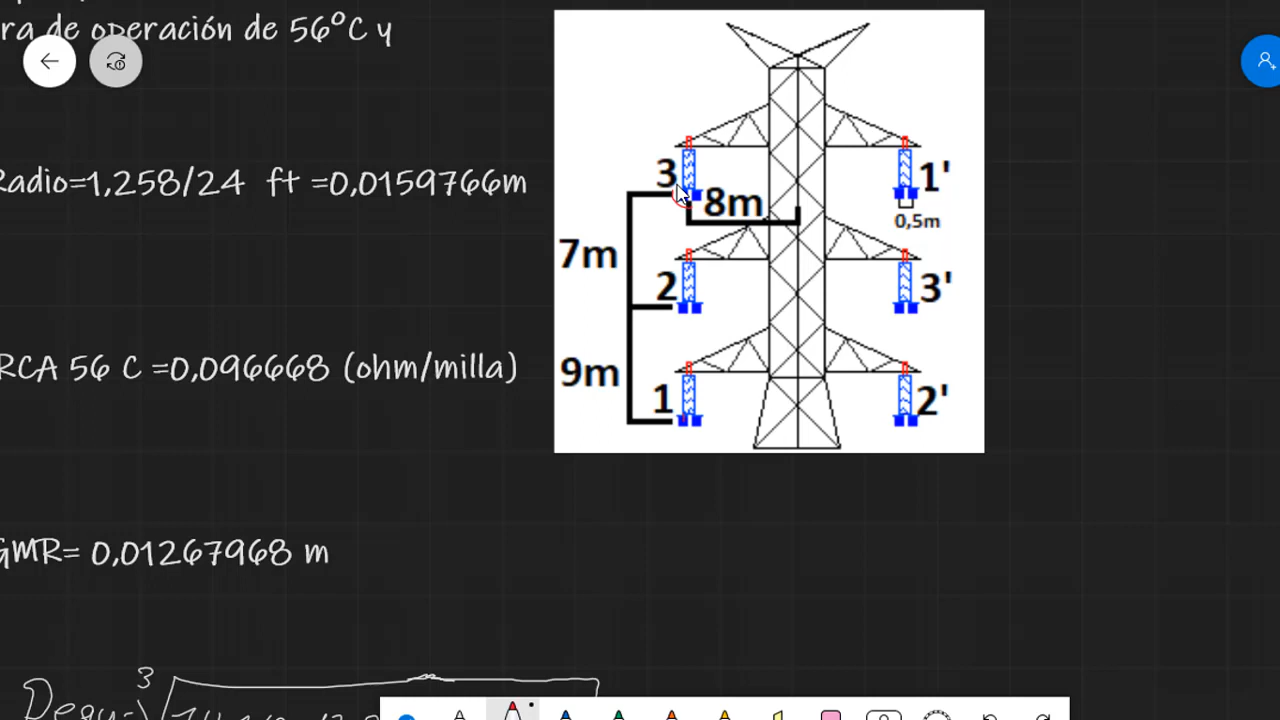 ra de operación de 56°C y
Radio=1,258/24 ft =0,0159766m
RCA 56 C =0,096668 (ohm/milla)
GMR= 0,01267968 m
3
1'
8m
0,5m
7m
2
3'
9m
1
2'
3